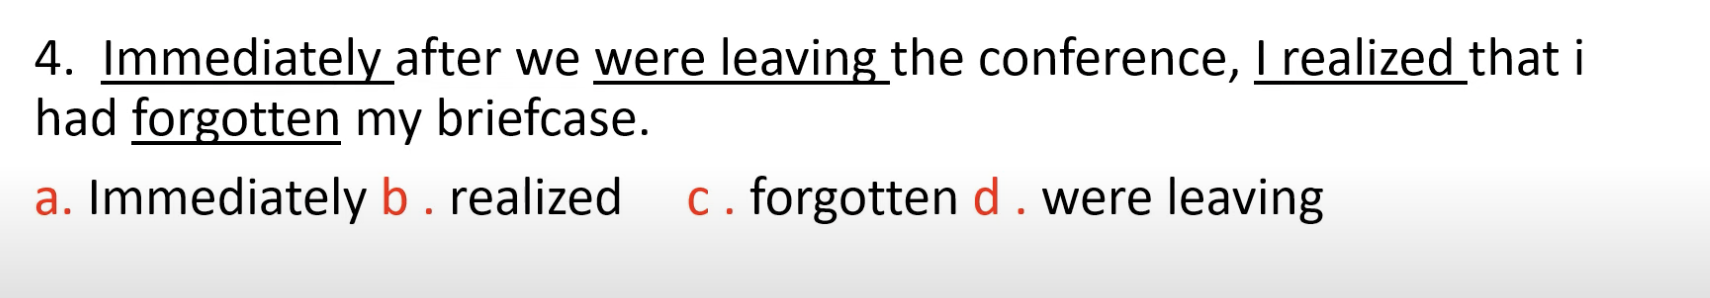 4. Immediately after we were leaving the conference, I realized that i
had forgotten my briefcase.
a. Immediately b . realized c . forgotten d . were leaving